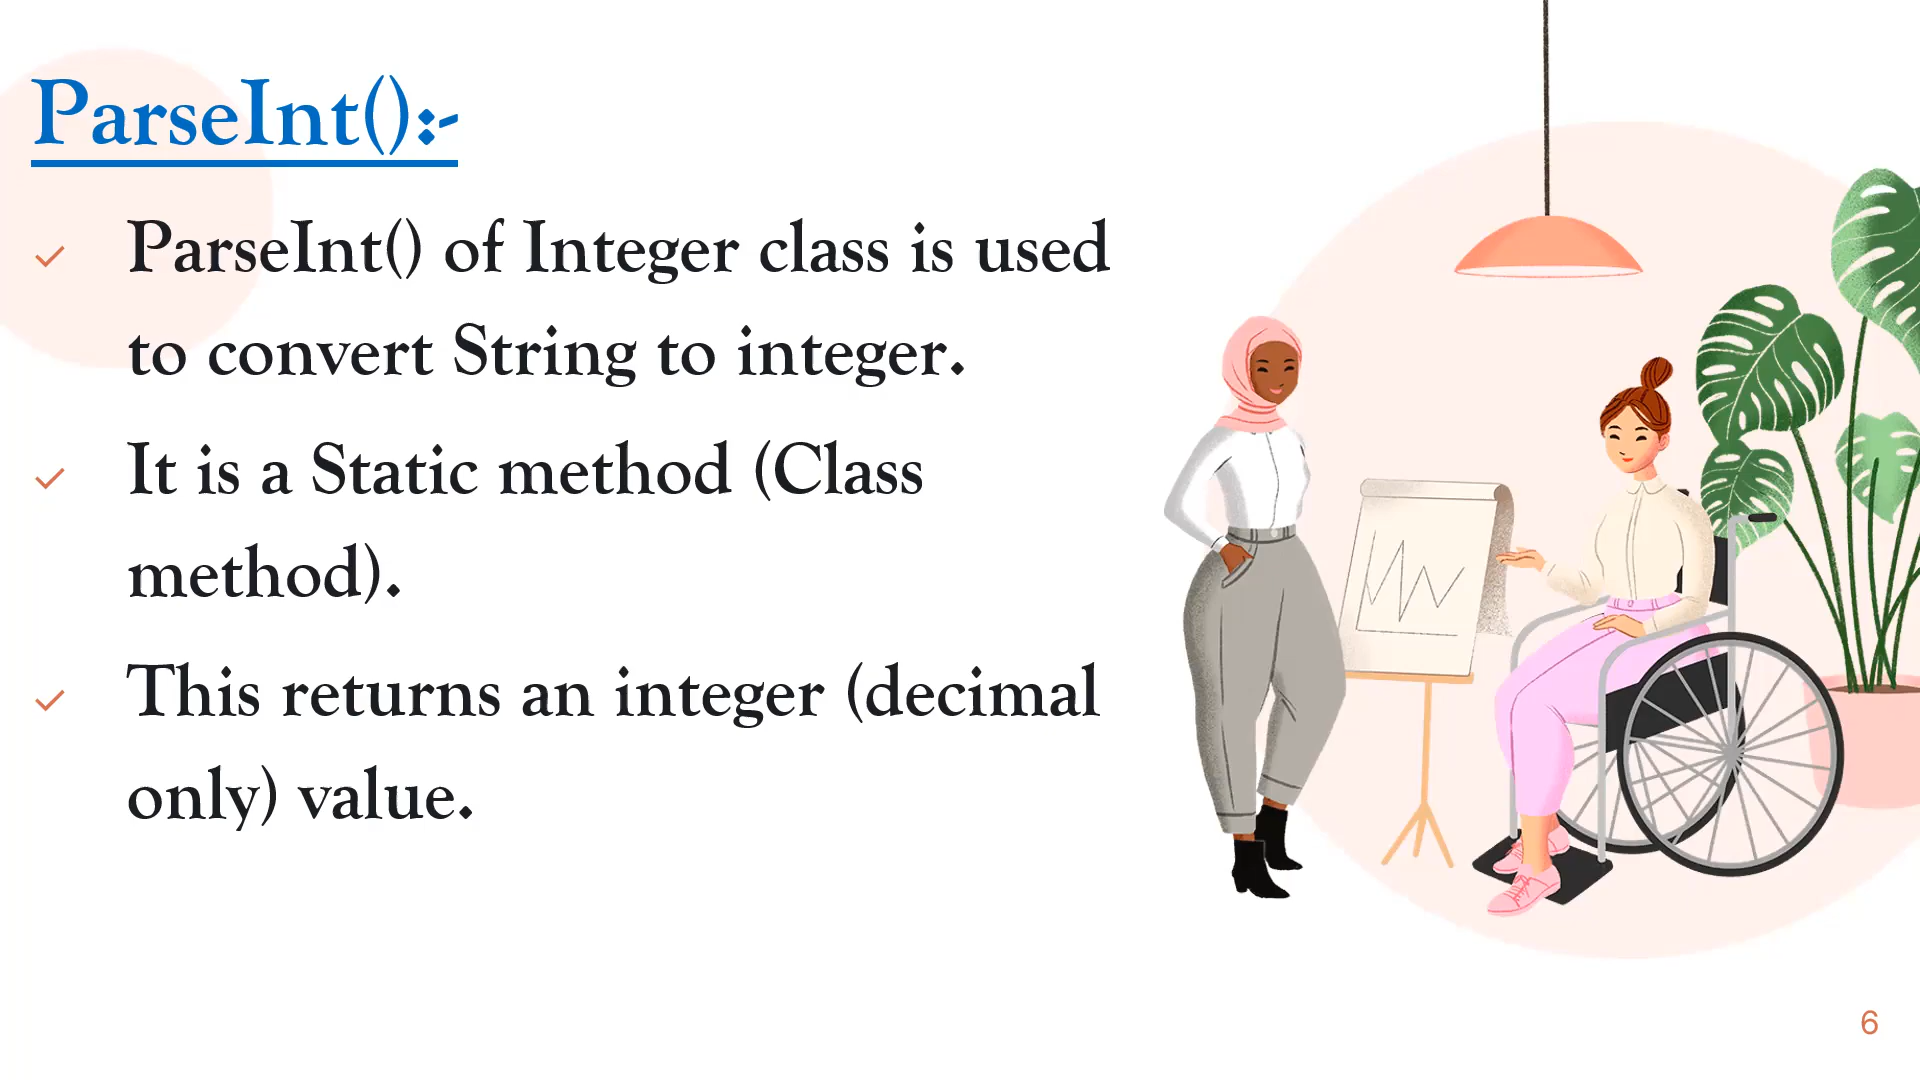 ParseInt():-
ParseInt() of Integer class is used
to convert String to integer.
It is a Static method (Class
method).
This returns an integer (decimal
only) value.
6